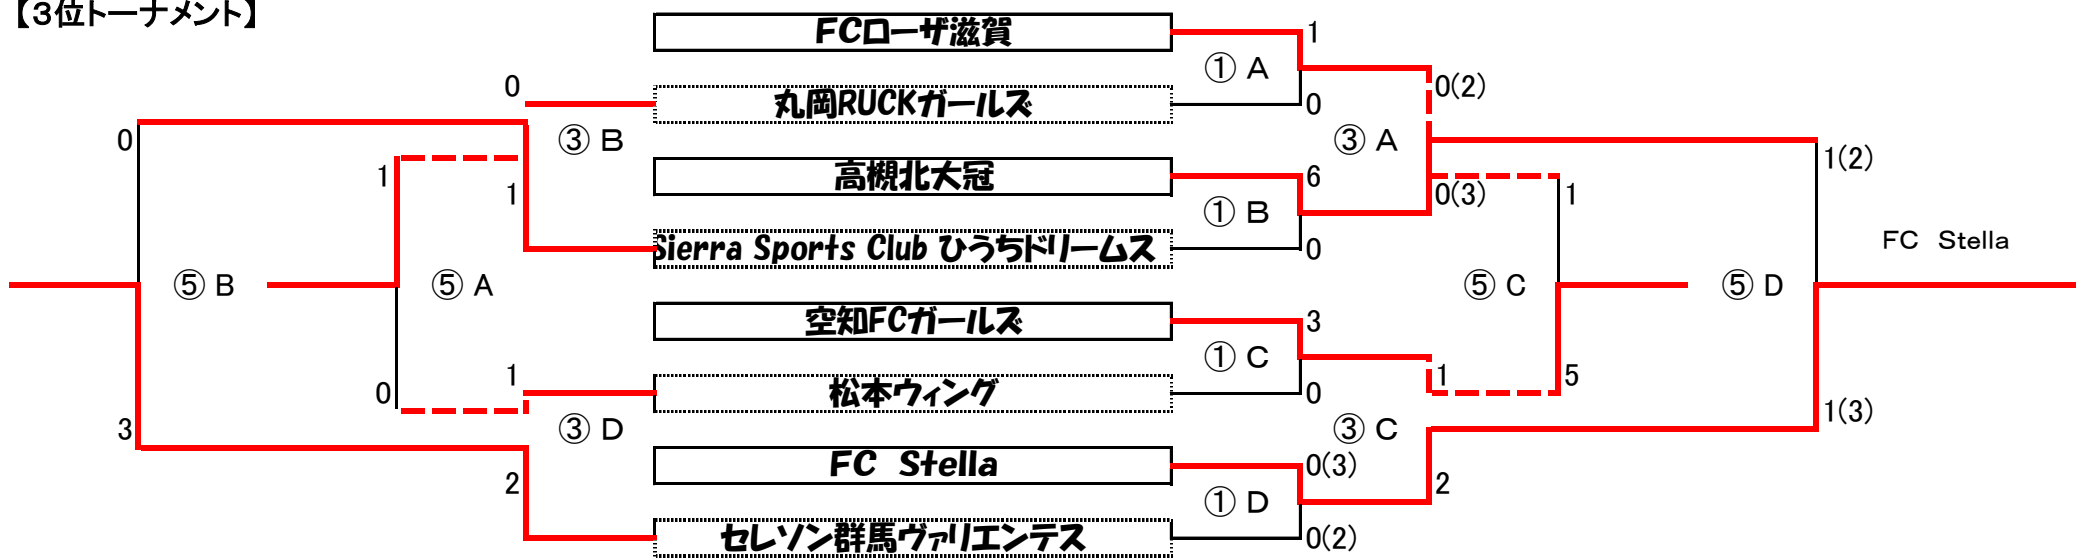 【3位トーナメント】
FCローザ滋賀
1
① A
0
丸岡RUCKガールズ
0
0(2)
③ B
③ A
0
1(2)
高槻北大冠
6
1
1
0(3)
1
① B
Sierra Sports Club ひうちドリームス
0
FC Stella
⑤ B
⑤ A
⑤ C
⑤ D
空知FCガールズ
3
① C
1
1
5
松本ウィング
0
0
3
③ D
③ C
1(3)
FC Stella
0(3)
2
2
① D
セレソン群馬ヴァリエンテス
0(2)